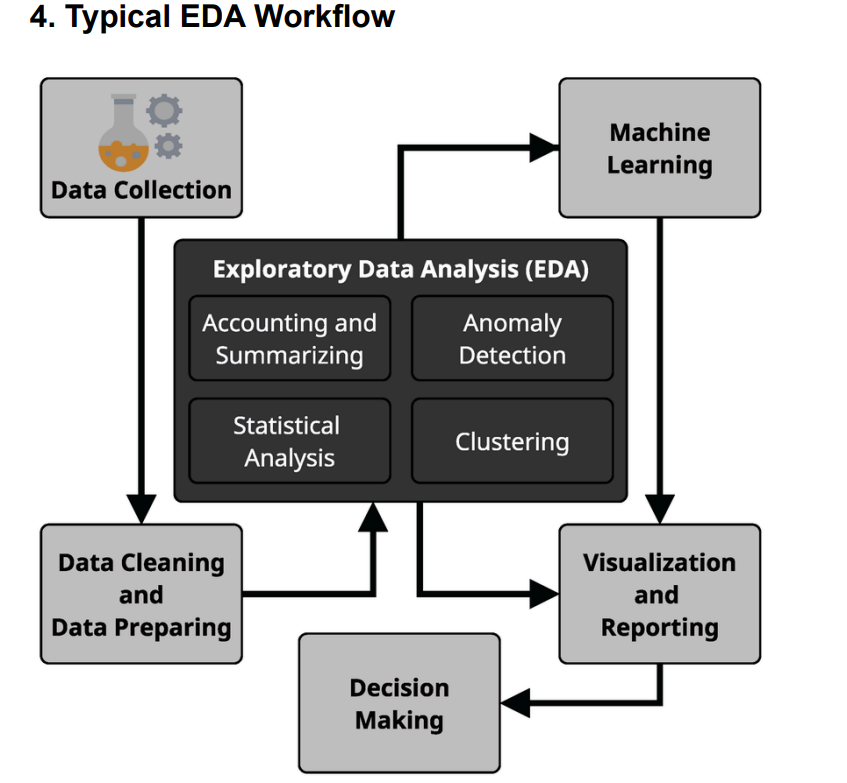 4. Typical EDA Workflow
Data Collection
Machine
Learning
Exploratory Data Analysis (EDA)
Accounting and
Summarizing
Anomaly
Detection
Statistical
Analysis
Clustering
Data Cleaning
and
Data Preparing
Visualization
and
Reporting
Decision
Making